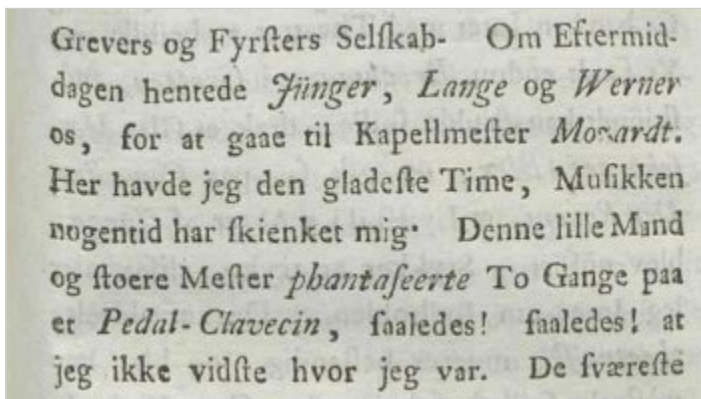 Grevers og Fyrſters Selſkab- Om Eftermid-
dagen hentede Jünger, Lange og Werner
os, for at gaae til Kapellmeſter Mozardt.
Her havde jeg den gladeſte Time, Muſikken
nogentid har ſkienket mig· Denne lille Mand
og ſtoere Meſter phantaſeerte To Gange paa
et Pedal-Clavecin, ſaaledes! ſaaledes! at
jeg ikke vidſte hvor jeg var. De ſværeſte